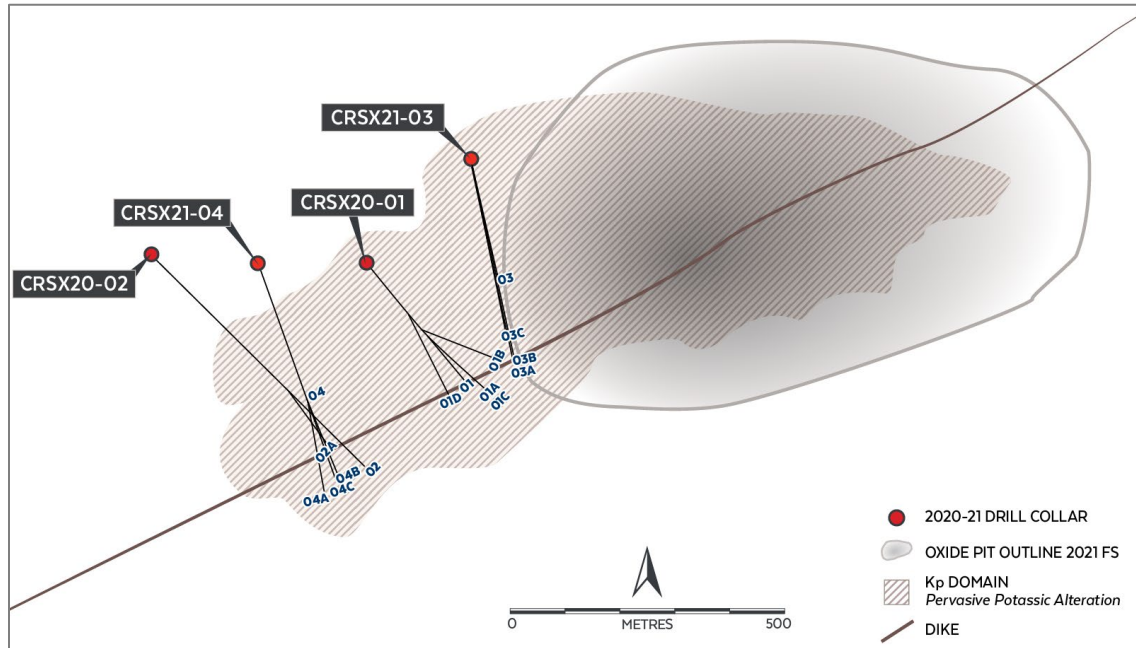 CRSX21-03
CRSX20-01
CRSX21-04
CRSX20-02
03
03C
01B
03B
03A
01
01A
01D
01C
04
02A
04B
02
04A
04C
2020-21 DRILL COLLAR
OXIDE PIT OUTLINE 2021 FS
Kp DOMAIN
Pervasive Potassic Alteration
DIKE
0
METRES
500